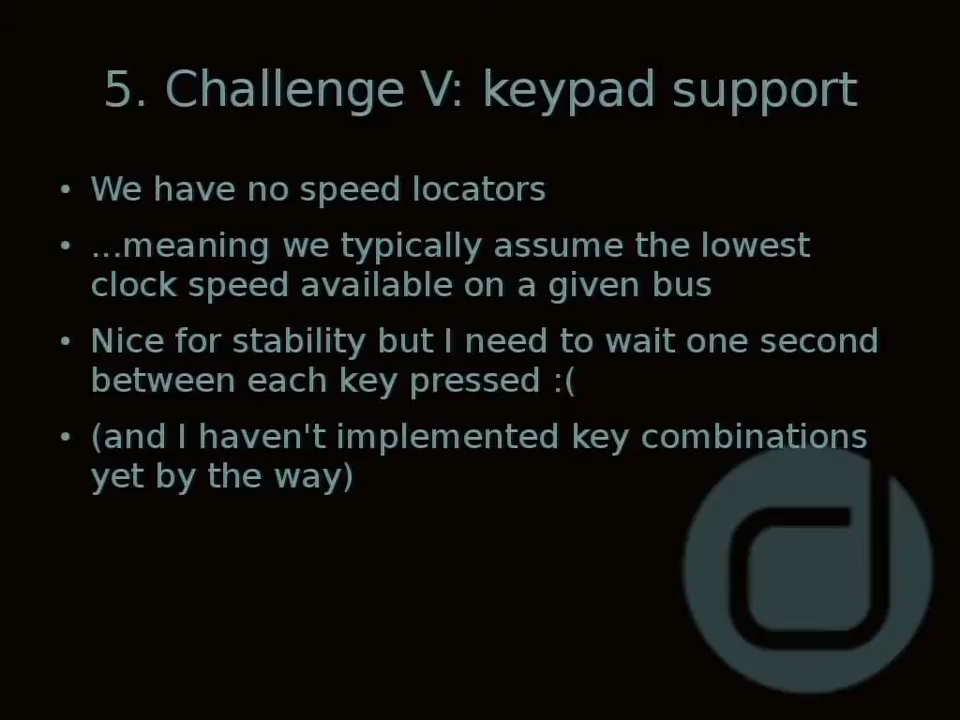 5. Challenge V: keypad support
• We have no speed locators
• ...meaning we typically assume the lowest
clock speed available on a given bus
• Nice for stability but I need to wait one second
between each key pressed :(
• (and I haven't implemented key combinations
yet by the way)